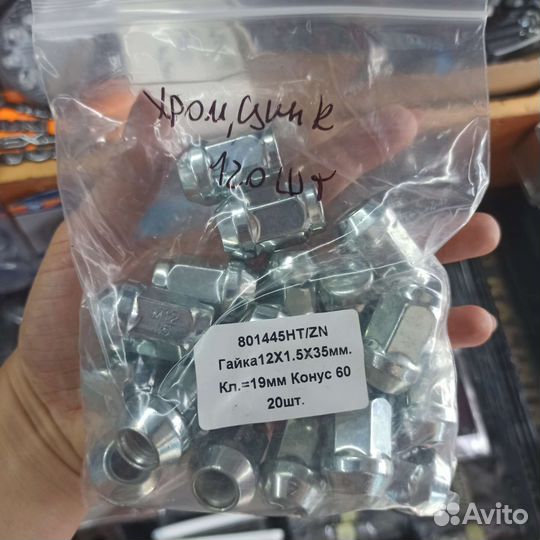 хром, цинк
120 шт
M12
801445HT/ZN
Гайка12X1.5X35мм.
Кл.=19мм Конус 60
20шт.
Avito